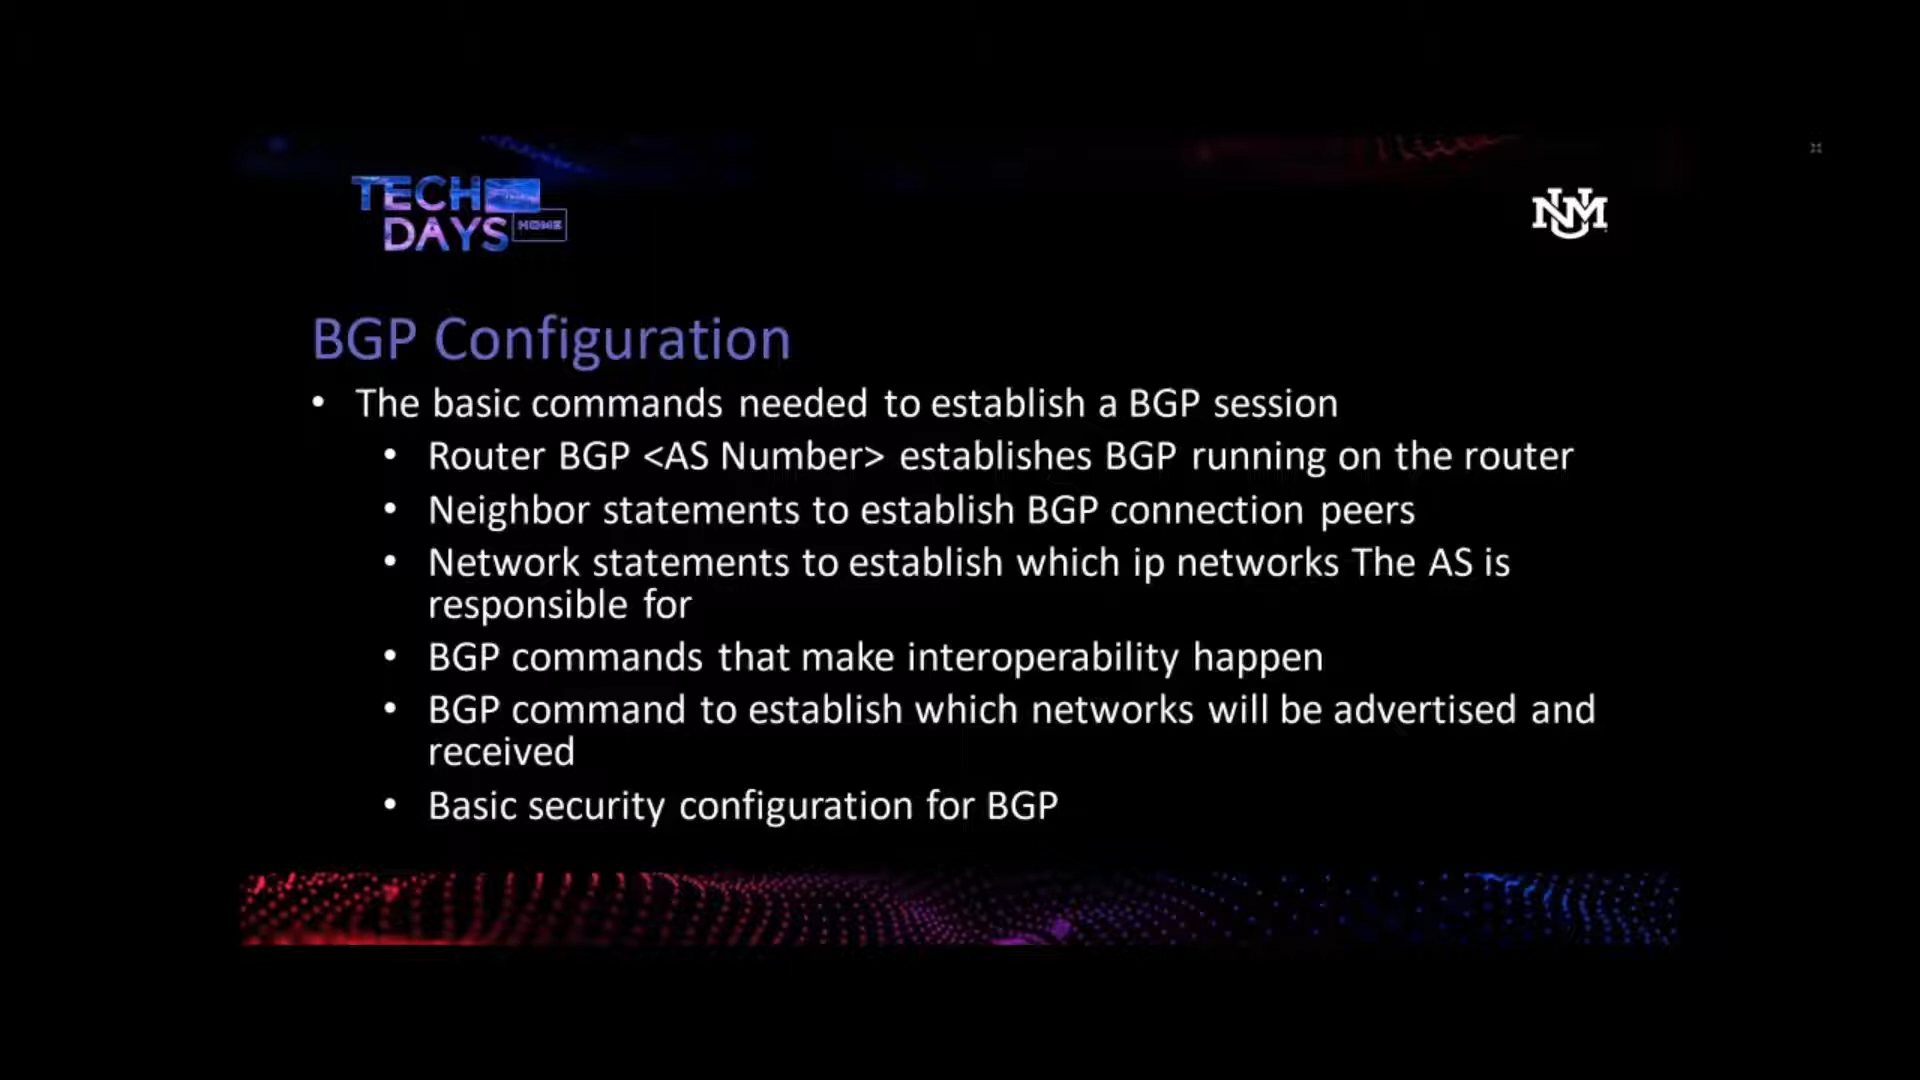 TECH
DAYS HOME
UNM
BGP Configuration
• The basic commands needed to establish a BGP session
• Router BGP <AS Number> establishes BGP running on the router
• Neighbor statements to establish BGP connection peers
• Network statements to establish which ip networks The AS is
responsible for
• BGP commands that make interoperability happen
• BGP command to establish which networks will be advertised and
received
• Basic security configuration for BGP